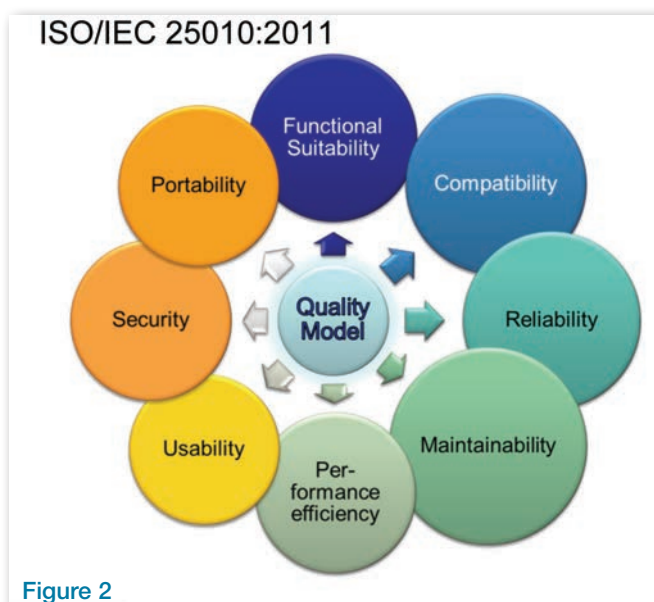 ISO/IEC 25010:2011
Functional
Suitability
Portability
Compatibility
Quality
Model
Security
Reliability
Usability
Maintainability
Per-
formance
efficiency
Figure 2